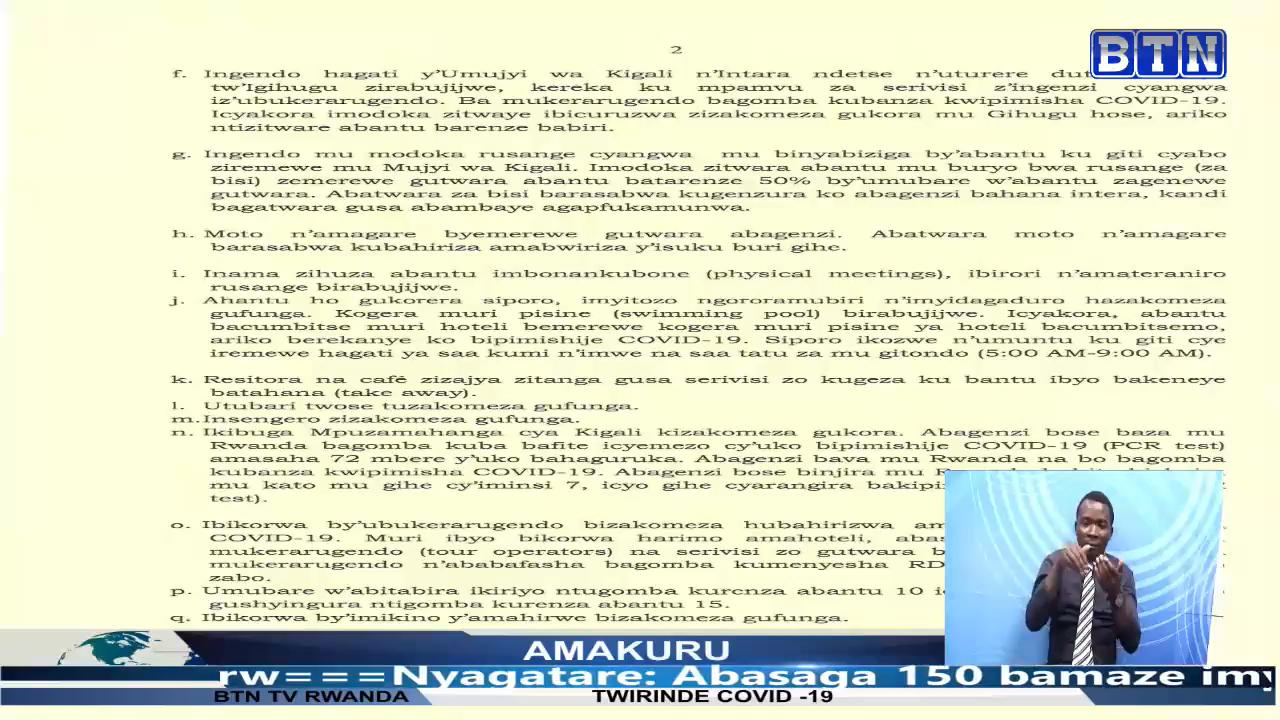 2
BTN
f. Ingendo hagati y'Umujyi wa Kigali n'Intara ndetse n'uturere
tw'Igihugu zirabujijwe, kereka ku mpamvu za serivisi z'ingenzi cyangwa
iz'ubukerarugendo. Ba mukerarugendo bagomba kubanza kwipimisha COVID-19.
Icyakora imodoka zitwaye ibicuruzwa zizakomeza gukora mu Gihugu hose, ariko
ntizitware abantu barenze babiri.
g. Ingendo mu modoka rusange cyangwa mu binyabiziga by'abantu ku giti cyabo
ziremewe mu Mujyi wa Kigali. Imodoka zitwara abantu mu buryo bwa rusange (za
bisi) zemerewe gutwara abantu batarenze 50% by'umubare w'abantu zagenewe
gutwara. Abatwara za bisi barasabwa kugenzura ko abagenzi bahana intera, kandi
bagatwara gusa abambaye agapfukamunwa.
h. Moto n'amagare byemerewe gutwara abagenzi. Abatwara moto n'amagare
barasabwa kubahiriza amabwiriza y'isuku buri gihe.
i. Inama zihuza abantu imbonankubone (physical meetings), ibirori n'amateraniro
rusange birabujijwe.
j. Ahantu ho gukorera siporo, imyitozo ngororamubiri n'imyidagaduro hazakomeza
gufunga. Kogera muri pisine (swimming pool) birabujijwe. Icyakora, abantu
bacumbitse muri hoteli bemerewe kogera muri pisine ya hoteli bacumbitsemo,
ariko berekanye ko bipimishije COVID-19. Siporo ikozwe n'umuntu ku giti cye
iremewe hagati ya saa kumi n'imwe na saa tatu za mu gitondo (5:00 AM-9:00 AM).
k. Resitora na café zizajya zitanga gusa serivisi zo kugeza ku bantu ibyo bakeneye
batahana (take away).
l. Utubari twose tuzakomeza gufunga.
m. Insengero zizakomeza gufunga.
n. Ikibuga Mpuzamahanga cya Kigali kizakomeza gukora. Abagenzi bose baza mu
Rwanda bagomba kuba bafite icyemezo cy'uko bipimishije COVID-19 (PCR test)
amasaha 72 mbere y'uko bahaguruka. Abagenzi bava mu Rwanda na bo bagomba
kubanza kwipimisha COVID-19. Abagenzi bose binjira mu
mu kato mu gihe cy'iminsi 7, icyo gihe cyarangira
test).
o. Ibikorwa by'ubukerarugendo bizakomeza hubahirizwa
COVID-19. Muri ibyo bikorwa harimo amahoteli,
mukerarugendo (tour operators) na serivisi zo gutwara
mukerarugendo n'ababafasha bagomba kumenyesha
zabo.
p. Umubare w'abitabira ikiriyo ntugomba kurenza abantu 10
gushyingura ntigomba kurenza abantu 15.
q. Ibikorwa by'imikino y'amahirwe bizakomeza gufunga.
AMAKURU
rw===Nyagatare: Abasaga 150 bamaze
BTN TV RWANDA TWIRINDE COVID -19